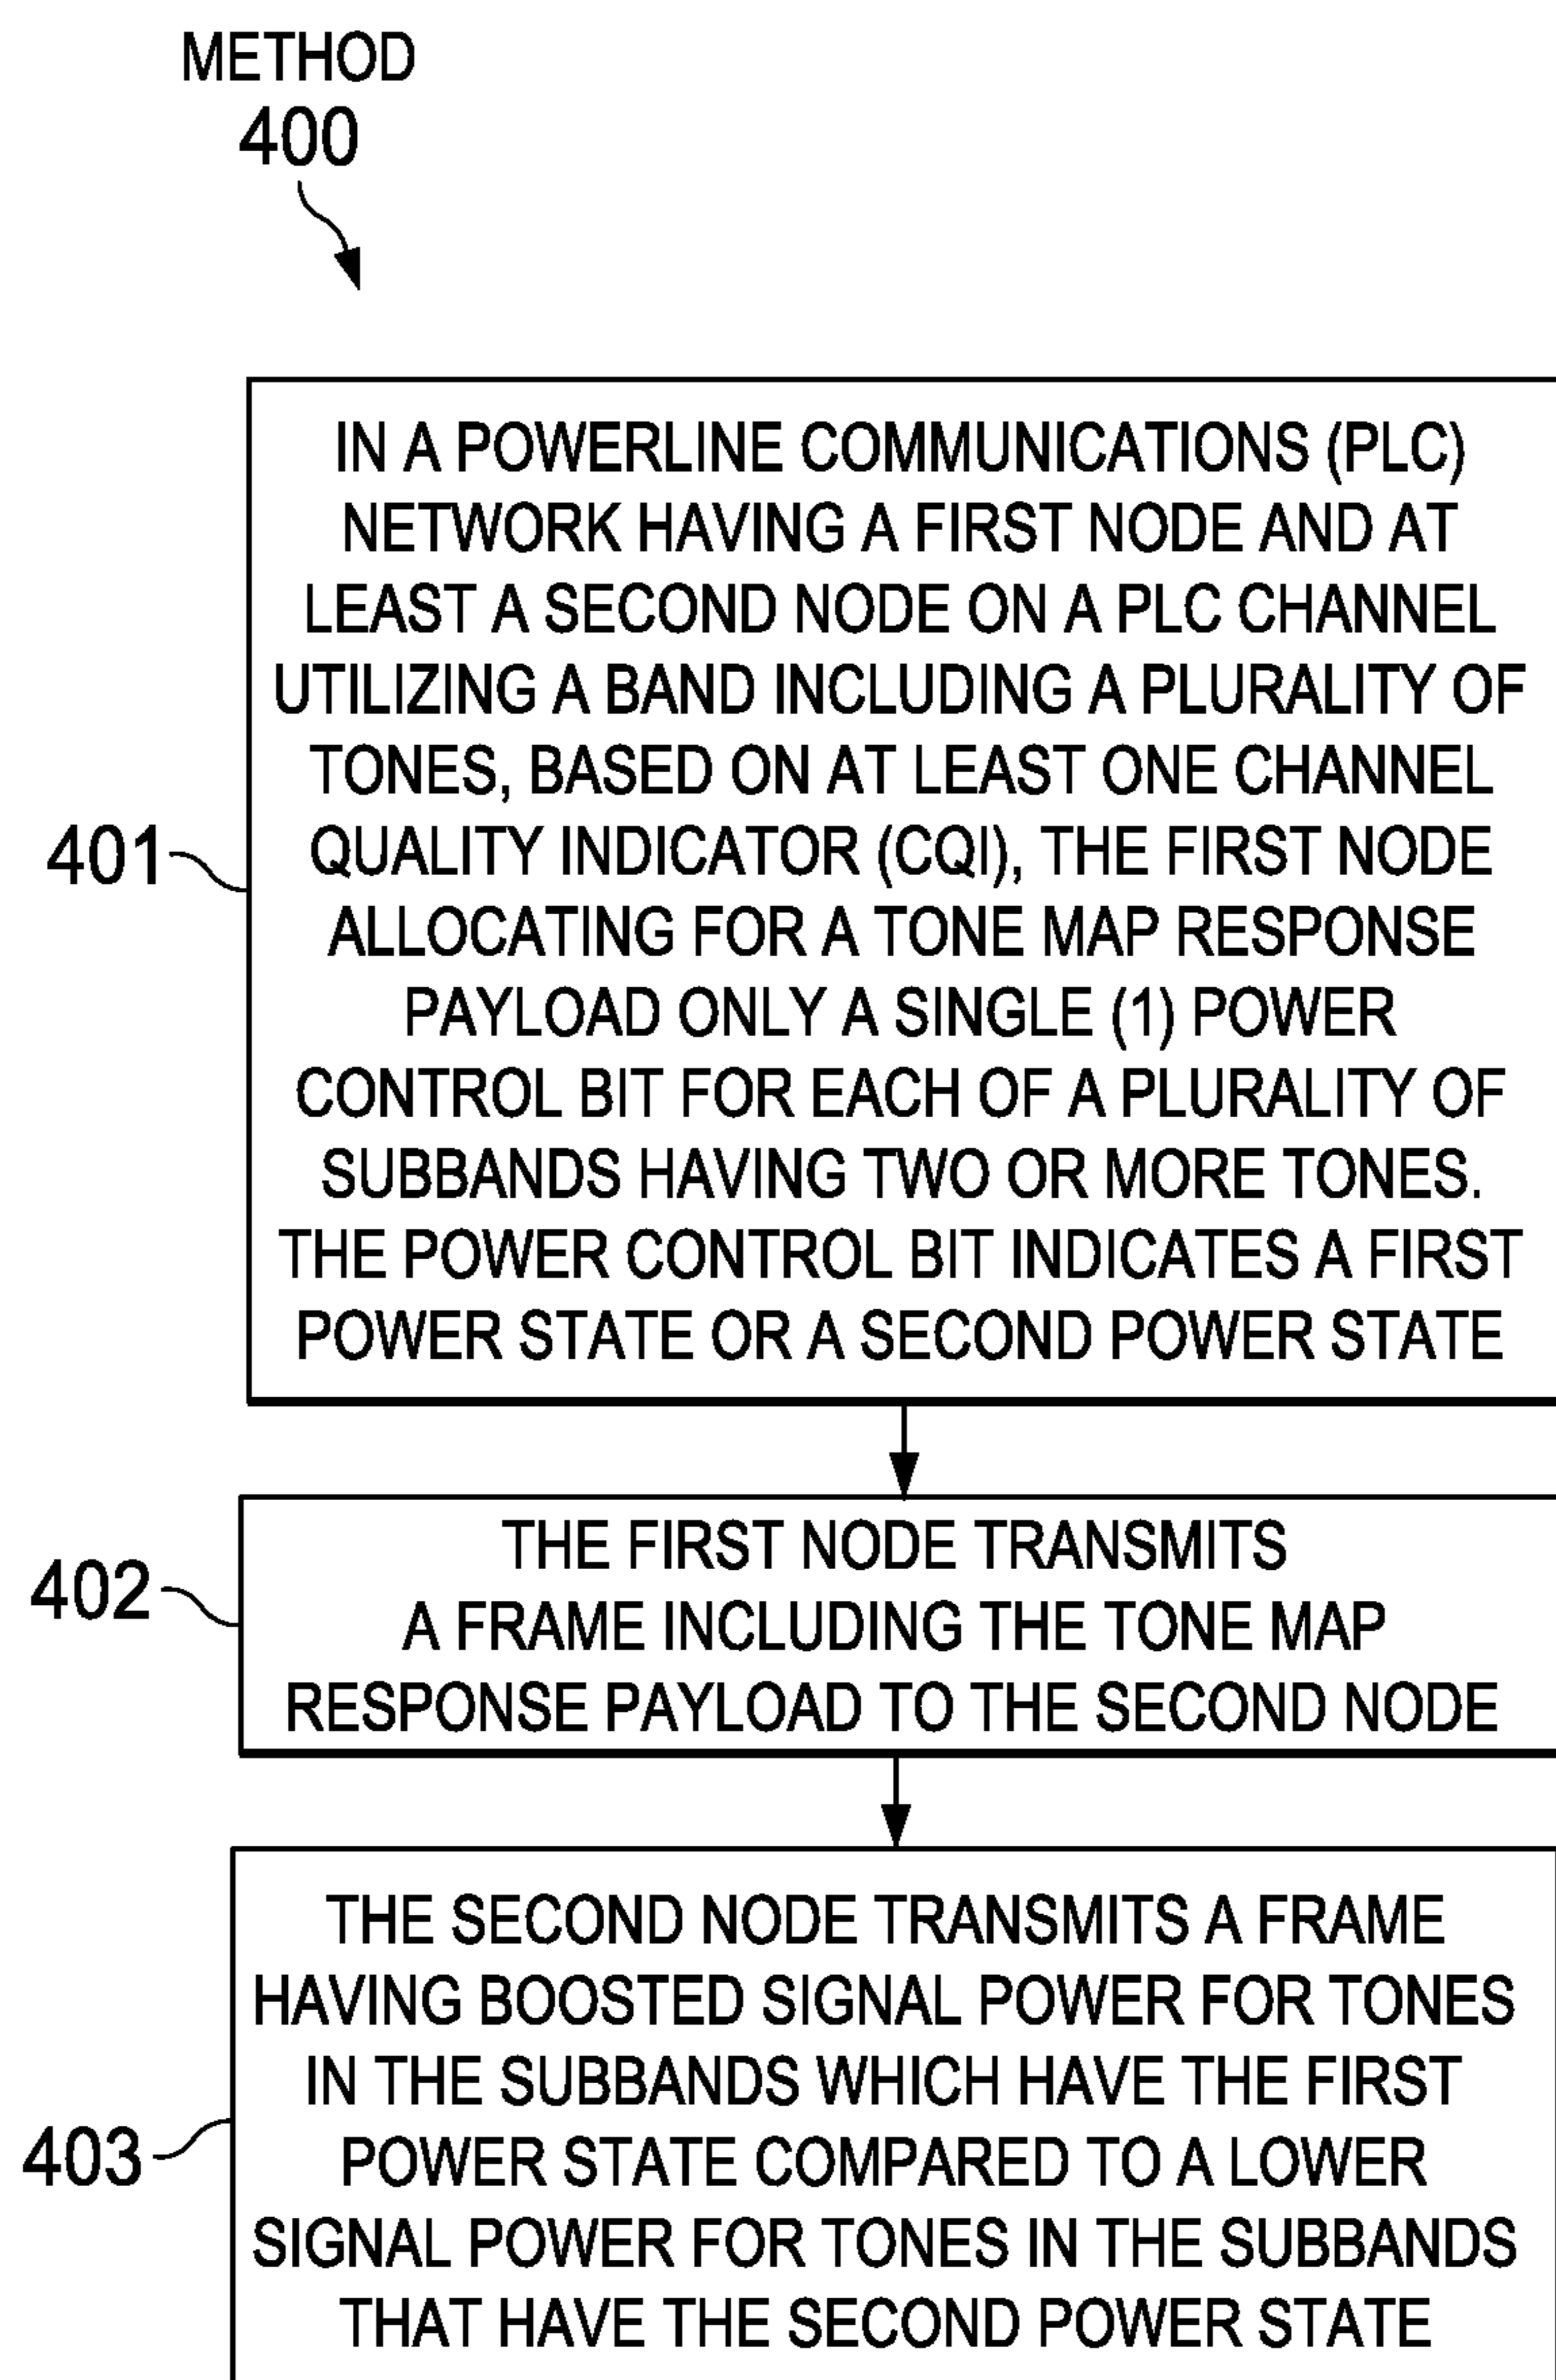 METHOD
400
IN A POWERLINE COMMUNICATIONS (PLC)
NETWORK HAVING A FIRST NODE AND AT
LEAST A SECOND NODE ON A PLC CHANNEL
UTILIZING A BAND INCLUDING A PLURALITY OF
TONES, BASED ON AT LEAST ONE CHANNEL
401
QUALITY INDICATOR (CQI), THE FIRST NODE
ALLOCATING FOR A TONE MAP RESPONSE
PAYLOAD ONLY A SINGLE (1) POWER
CONTROL BIT FOR EACH OF A PLURALITY OF
SUBBANDS HAVING TWO OR MORE TONES.
THE POWER CONTROL BIT INDICATES A FIRST
POWER STATE OR A SECOND POWER STATE
402
THE FIRST NODE TRANSMITS
A FRAME INCLUDING THE TONE MAP
RESPONSE PAYLOAD TO THE SECOND NODE
403
THE SECOND NODE TRANSMITS A FRAME
HAVING BOOSTED SIGNAL POWER FOR TONES
IN THE SUBBANDS WHICH HAVE THE FIRST
POWER STATE COMPARED TO A LOWER
SIGNAL POWER FOR TONES IN THE SUBBANDS
THAT HAVE THE SECOND POWER STATE